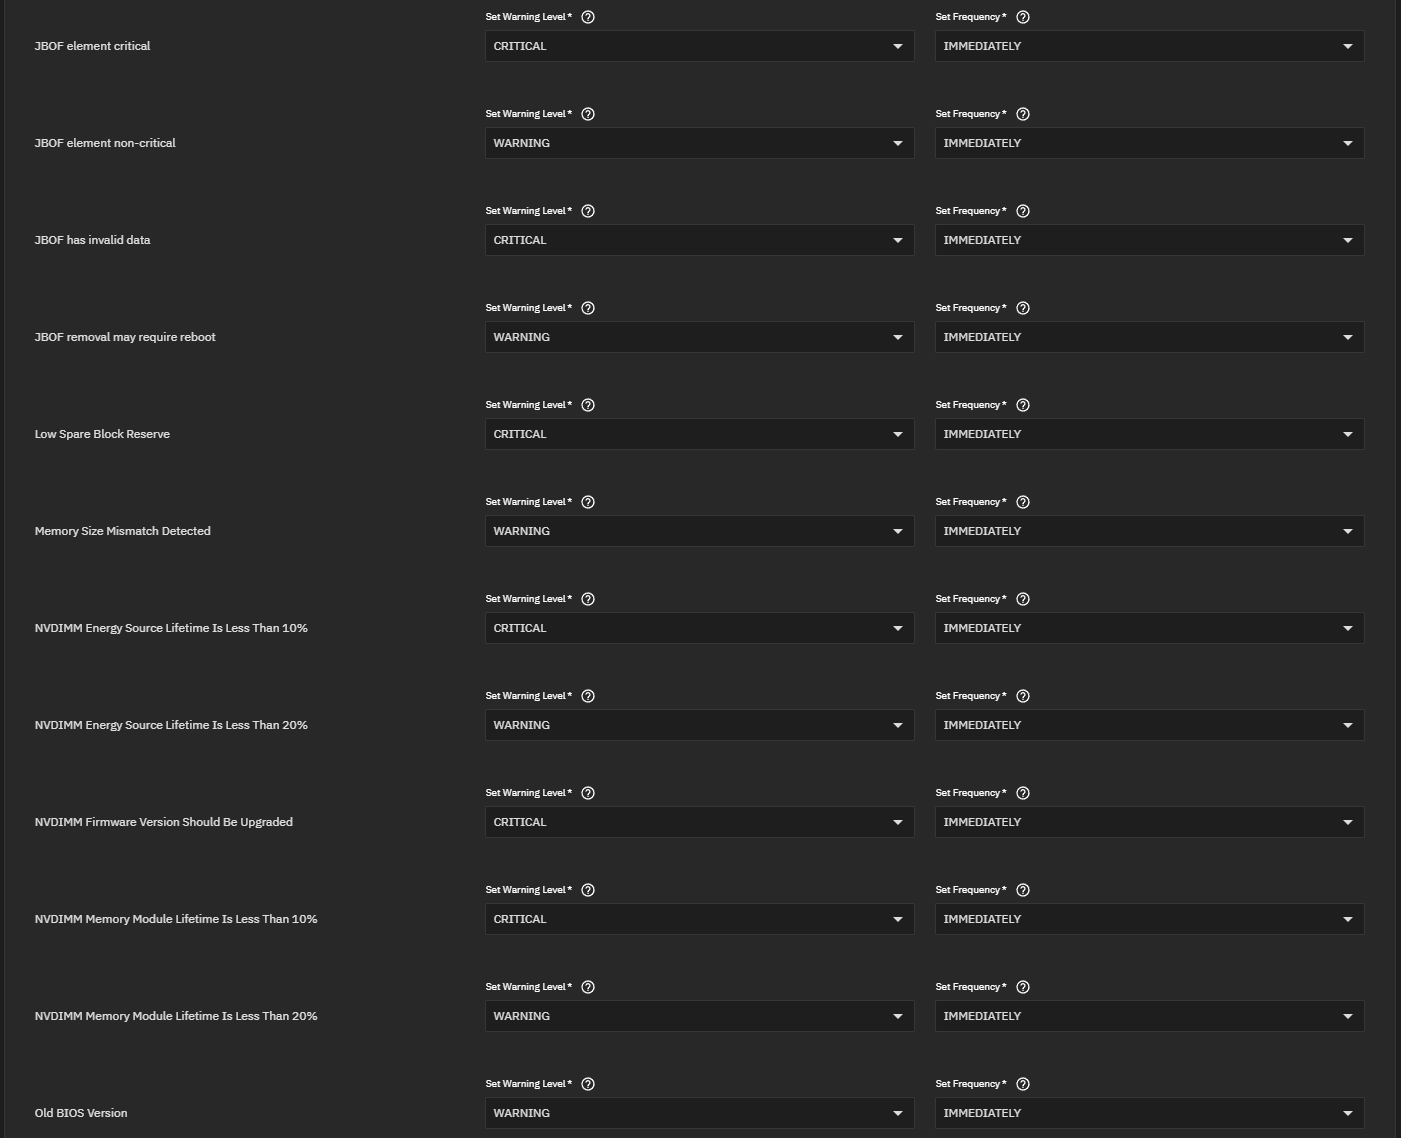 Set Warning Level *
Set Frequency *
JBOF element critical
CRITICAL
IMMEDIATELY
Set Warning Level *
Set Frequency *
JBOF element non-critical
WARNING
IMMEDIATELY
Set Warning Level *
Set Frequency *
JBOF has invalid data
CRITICAL
IMMEDIATELY
Set Warning Level *
Set Frequency *
JBOF removal may require reboot
WARNING
IMMEDIATELY
Set Warning Level *
Set Frequency *
Low Spare Block Reserve
CRITICAL
IMMEDIATELY
Set Warning Level *
Set Frequency *
Memory Size Mismatch Detected
WARNING
IMMEDIATELY
Set Warning Level *
Set Frequency *
NVDIMM Energy Source Lifetime Is Less Than 10%
CRITICAL
IMMEDIATELY
Set Warning Level *
Set Frequency *
NVDIMM Energy Source Lifetime Is Less Than 20%
WARNING
IMMEDIATELY
Set Warning Level *
Set Frequency *
NVDIMM Firmware Version Should Be Upgraded
CRITICAL
IMMEDIATELY
Set Warning Level *
Set Frequency *
NVDIMM Memory Module Lifetime Is Less Than 10%
CRITICAL
IMMEDIATELY
Set Warning Level *
Set Frequency *
NVDIMM Memory Module Lifetime Is Less Than 20%
WARNING
IMMEDIATELY
Set Warning Level *
Set Frequency *
Old BIOS Version
WARNING
IMMEDIATELY